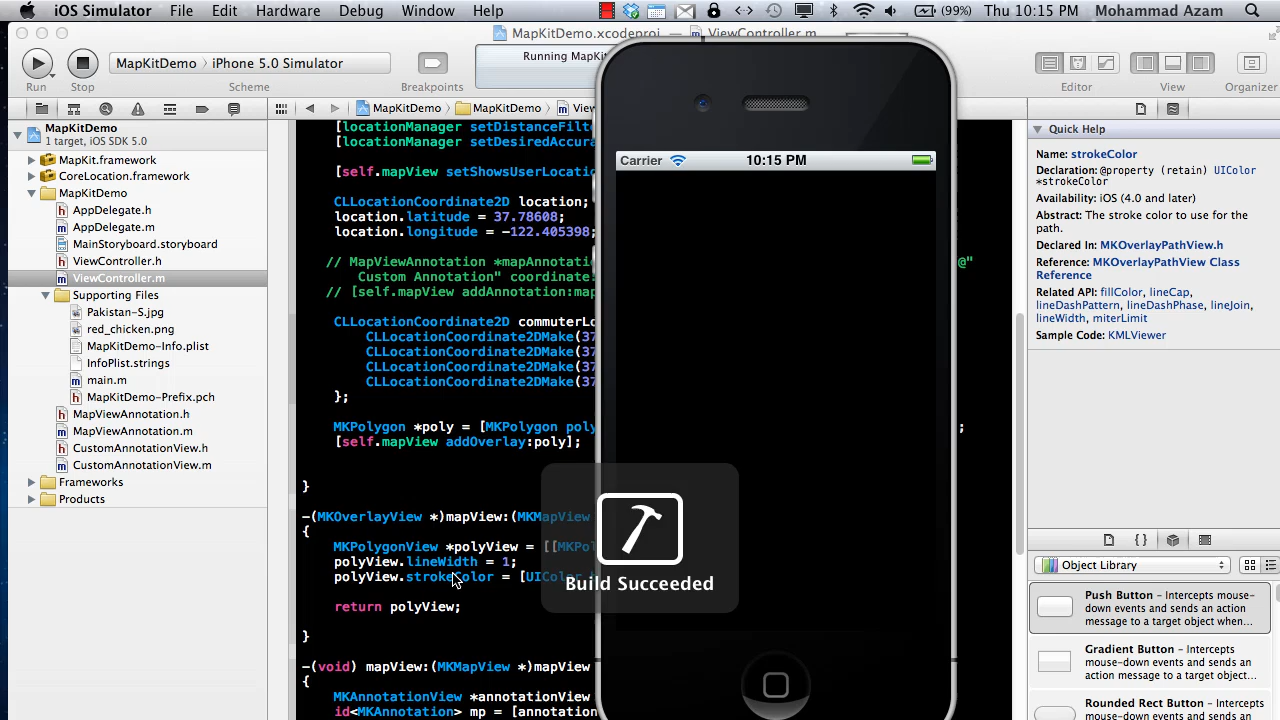 iOS Simulator File Edit Hardware Debug Window Help (99%) Thu 10:15 PM Mohammad Azam
MapKitDemo.xcodeproj — ViewController.m
MapKitDemo iPhone 5.0 Simulator
Running MapKi
Run Stop Scheme Breakpoints Editor View Organizer
MapKitDemo
1 target, iOS SDK 5.0
MapKit.framework
CoreLocation.framework
MapKitDemo
AppDelegate.h
AppDelegate.m
MainStoryboard.storyboard
ViewController.h
ViewController.m
Supporting Files
Pakistan-S.jpg
red_chicken.png
MapKitDemo-Info.plist
InfoPlist.strings
main.m
MapKitDemo-Prefix.pch
MapViewAnnotation.h
MapViewAnnotation.m
CustomAnnotationView.h
CustomAnnotationView.m
Frameworks
Products
MapKitDemo MapKitDemo Vie
[locationManager setDistanceFilt
[locationManager setDesiredAccura
[self.mapView setShowsUserLocati
CLLocationCoordinate2D location;
location.latitude = 37.78608;
location.longitude = -122.405398;
// MapViewAnnotation *mapAnnotati @"
Custom Annotation" coordinate:
// [self.mapView addAnnotation:map
CLLocationCoordinate2D commuterLo
CLLocationCoordinate2DMake(37
CLLocationCoordinate2DMake(37
CLLocationCoordinate2DMake(37
CLLocationCoordinate2DMake(37
};
MKPolygon *poly = [MKPolygon poly ;
[self.mapView addOverlay:poly];
}
-(MKOverlayView *)mapView:(MKMapView
{
MKPolygonView *polyView = [[MKPo
polyView.lineWidth = 1;
polyView.strokeColor = [UIColo
return polyView;
}
-(void) mapView:(MKMapView *)mapView
{
MKAnnotationView *annotationView
id<MKAnnotation> mp = [annotation
Carrier 10:15 PM
Build Succeeded
Quick Help
Name: strokeColor
Declaration: @property (retain) UIColor
*strokeColor
Availability: iOS (4.0 and later)
Abstract: The stroke color to use for the
path.
Declared In: MKOverlayPathView.h
Reference: MKOverlayPathView Class
Reference
Related API: fillColor, lineCap,
lineDashPattern, lineDashPhase, lineJoin,
lineWidth, miterLimit
Sample Code: KMLViewer
{}
Object Library
Push Button – Intercepts mouse-
down events and sends an action
message to a target object when...
Gradient Button – Intercepts
mouse-down events and sends an
action message to a target object...
Rounded Rect Button – Intercepts